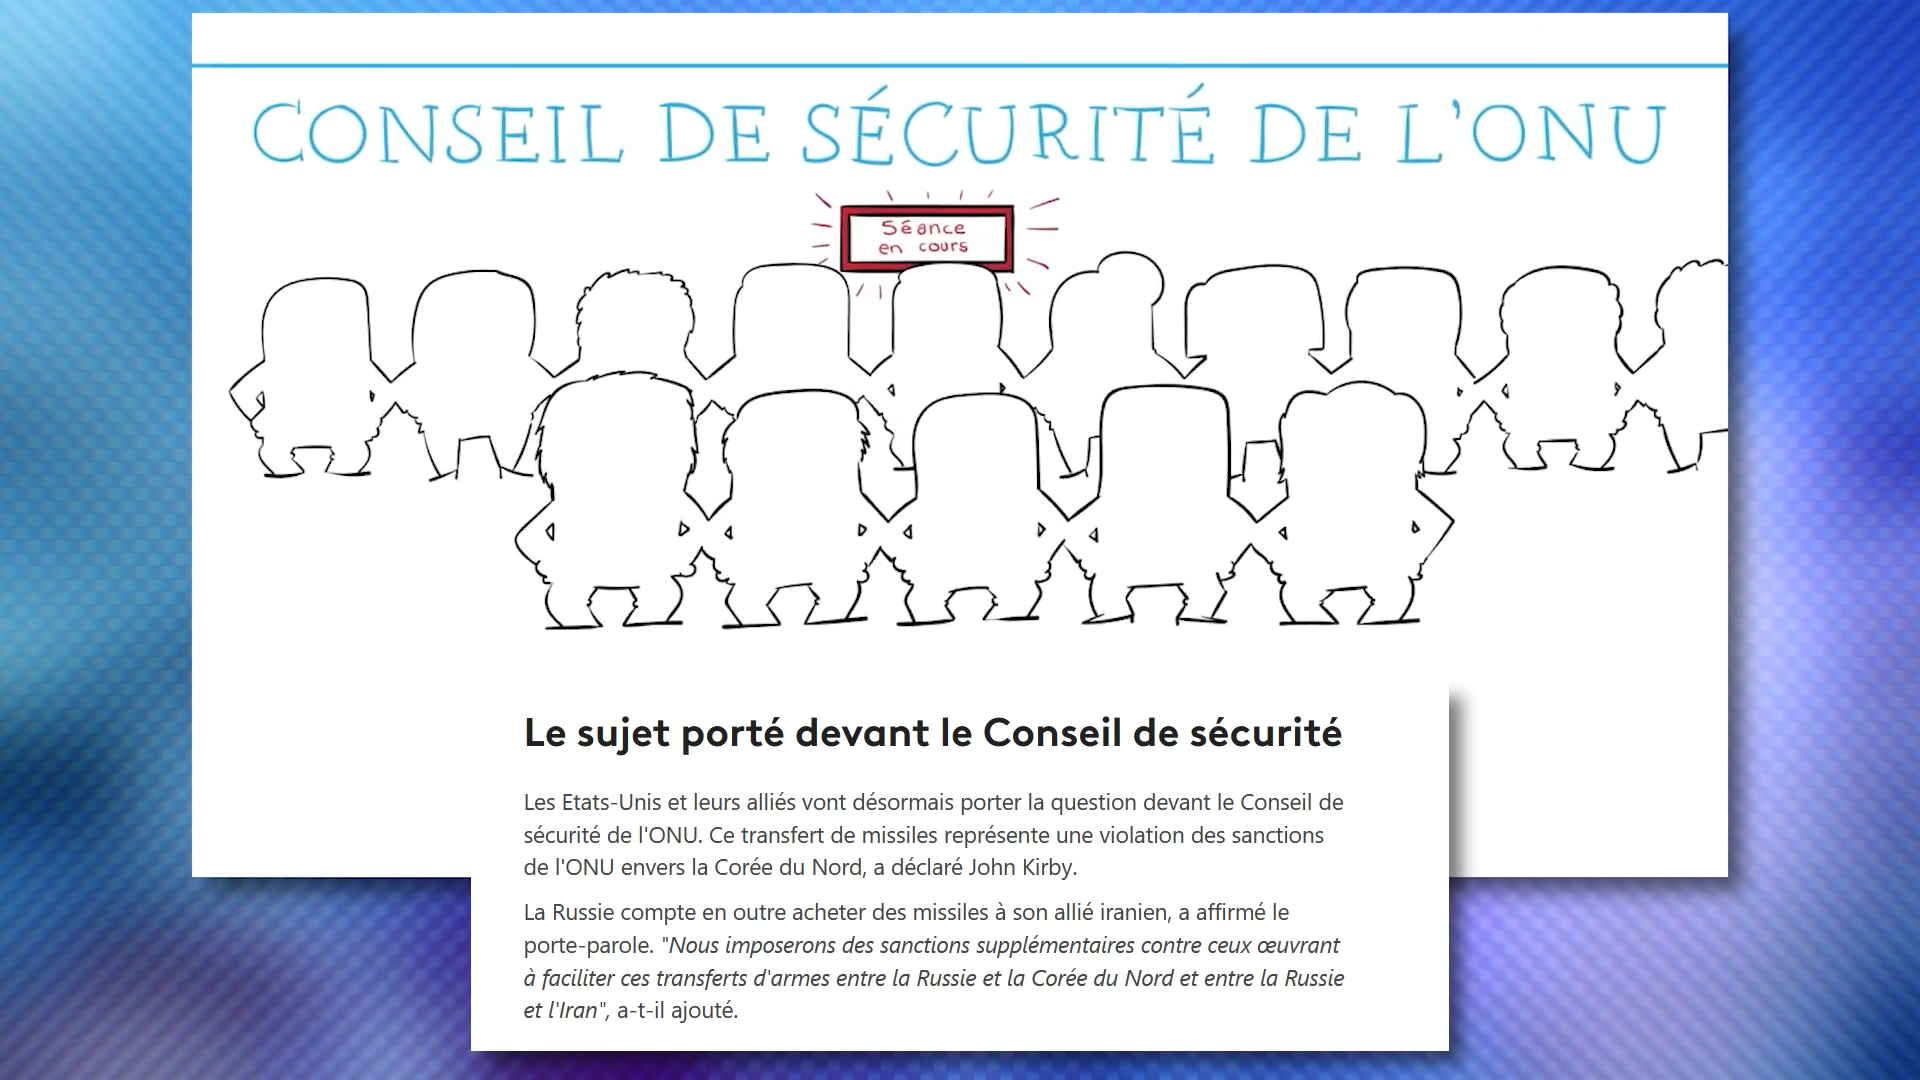 CONSEIL DE SÉCURITÉ DE L'ONU
Séance
en cours
Le sujet porté devant le Conseil de sécurité
Les Etats-Unis et leurs alliés vont désormais porter la question devant le Conseil de
sécurité de l'ONU. Ce transfert de missiles représente une violation des sanctions
de l'ONU envers la Corée du Nord, a déclaré John Kirby.
La Russie compte en outre acheter des missiles à son allié iranien, a affirmé le
porte-parole. "Nous imposerons des sanctions supplémentaires contre ceux œuvrant
à faciliter ces transferts d'armes entre la Russie et la Corée du Nord et entre la Russie
et l'Iran", a-t-il ajouté.